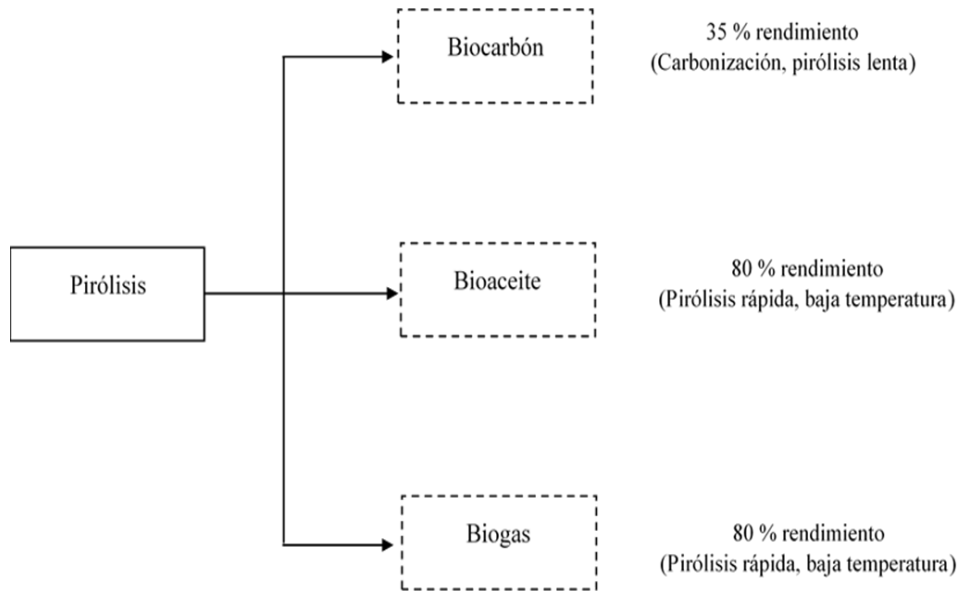 Biocarbón
35 % rendimiento
(Carbonización, pirólisis lenta)
Pirólisis
Bioaceite
80 % rendimiento
(Pirólisis rápida, baja temperatura)
Biogas
80 % rendimiento
(Pirólisis rápida, baja temperatura)